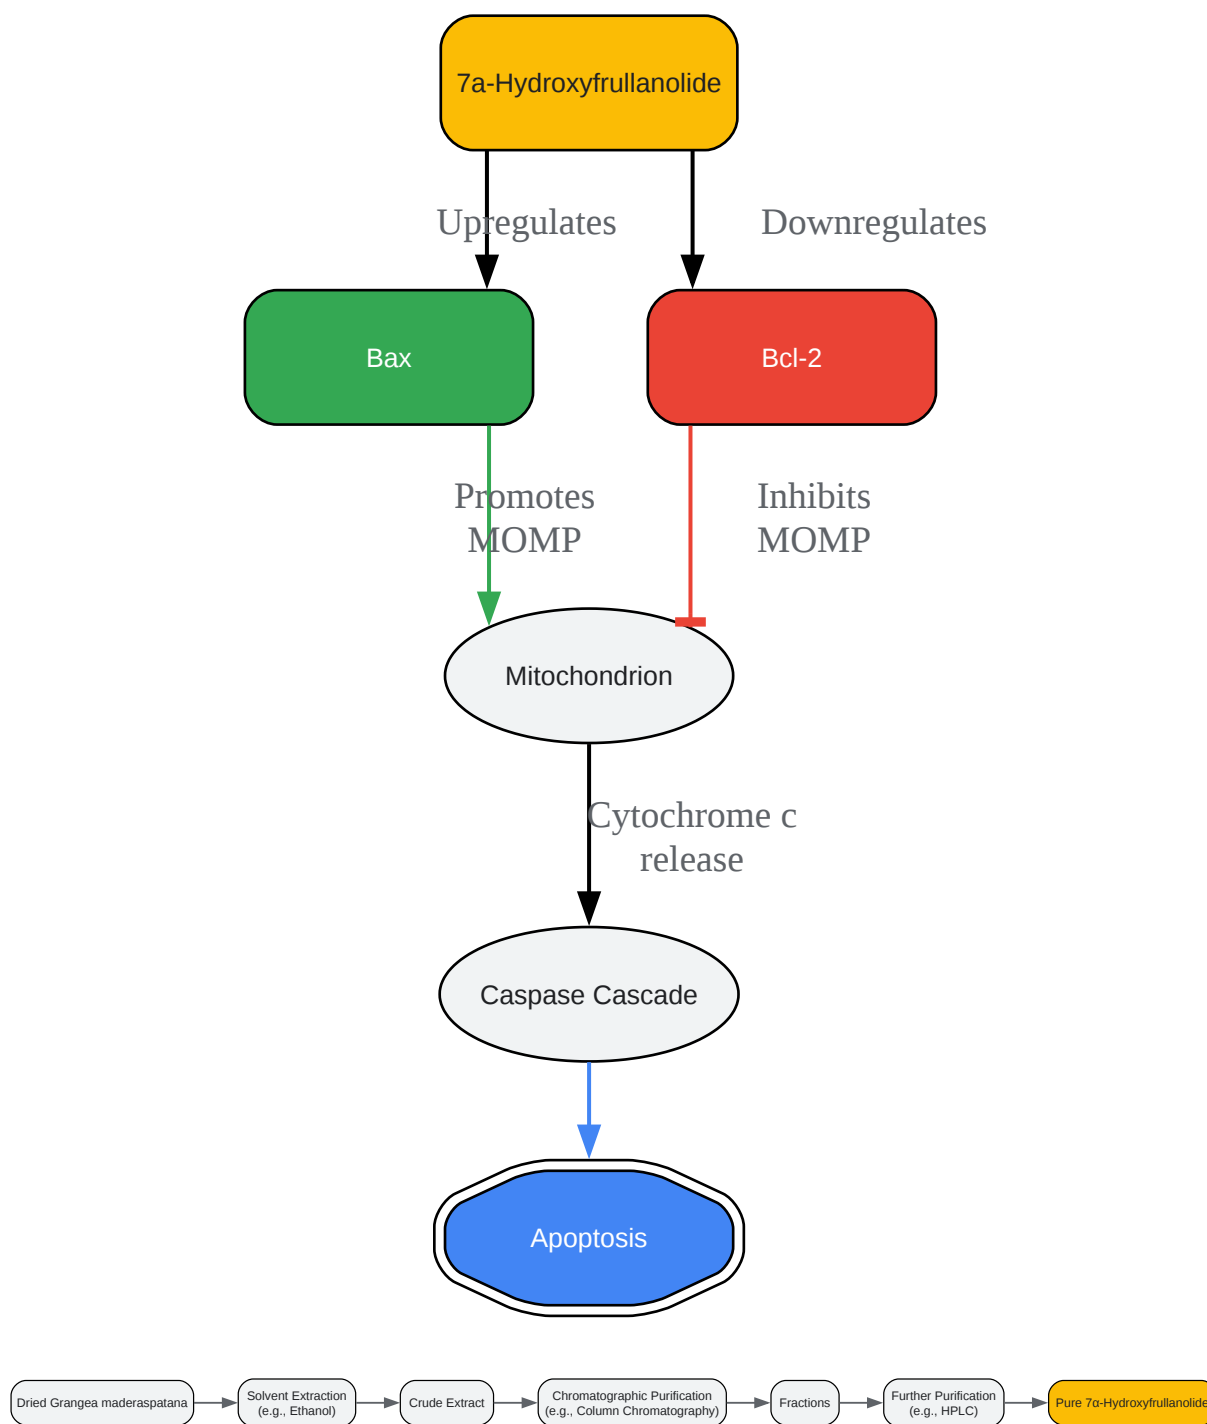 7a-Hydroxyfrullanolide
Upregulates
Downregulates
Bax
Bcl-2
Promotes
MOMP
Inhibits
MOMP
Mitochondrion
Cytochrome c
release
Caspase Cascade
Apoptosis
Dried Grangea maderaspatana
Solvent Extraction
(e.g., Ethanol)
Crude Extract
Chromatographic Purification
(e.g., Column Chromatography)
Fractions
Further Purification
(e.g., HPLC)
Pure 7α-Hydroxyfrullanolide